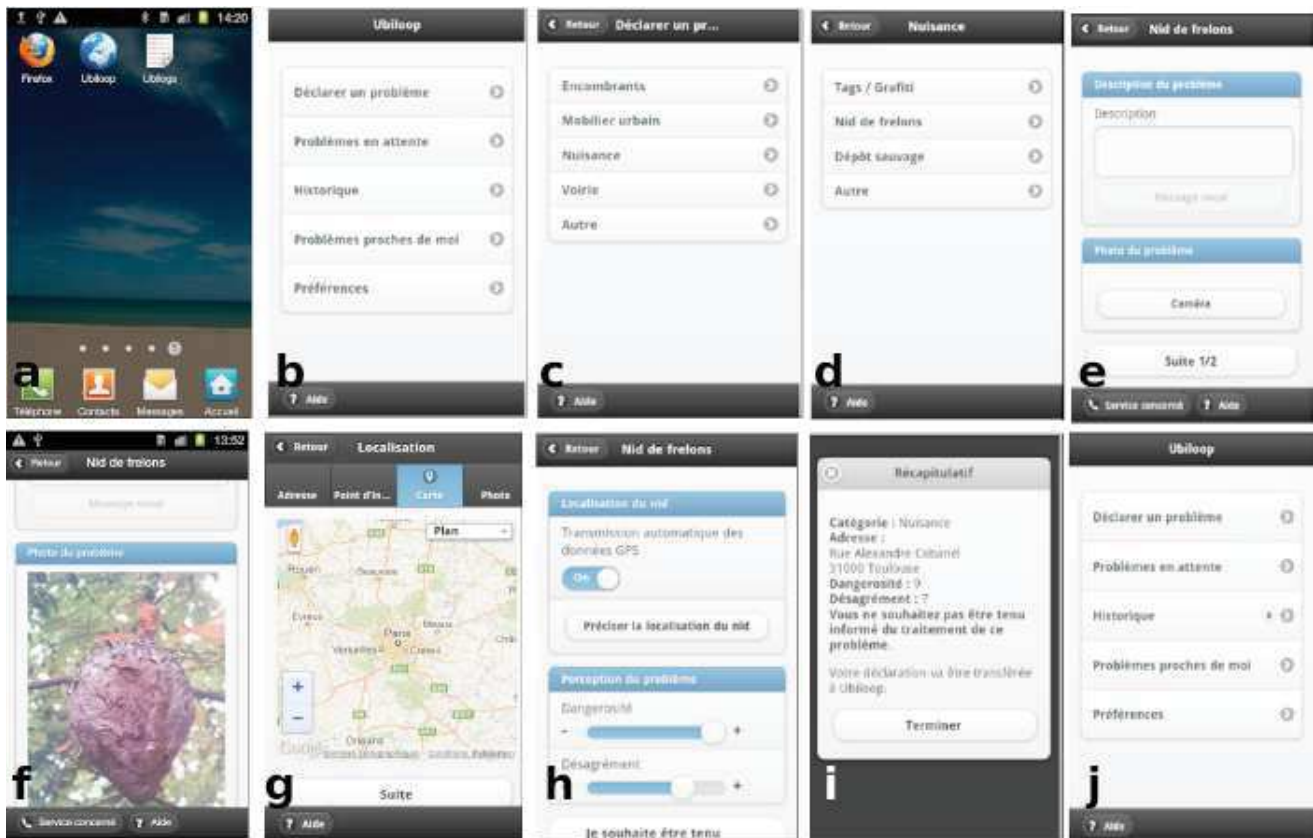 14:20
Firefox
Ubiloop
Ublogs
Téléphone
Contacts
Messages
Accueil
a
Ubiloop
Déclarer un problème
Problèmes en attente
Historique
Problèmes proches de moi
Préférences
? Aide
b
Retour
Déclarer un pr...
Encombrants
Mobilier urbain
Nuisance
Voirie
Autre
? Aide
c
Retour
Nuisance
Tags / Grafiti
Nid de frelons
Dépôt sauvage
Autre
? Aide
d
Retour
Nid de frelons
Description du problème
Description
Message vocal
Photo du problème
Caméra
Suite 1/2
Service concerné
? Aide
e
13:52
Retour
Nid de frelons
Message vocal
Photo du problème
Service concerné
? Aide
f
Retour
Localisation
Adresse
Point d'in...
Carte
Photo
Plan
Rouen
Beauvais
Evreux
Paris
Meaux
Versailles
Créteil
Orléans
+
−
Suite
? Aide
g
Retour
Nid de frelons
Localisation du nid
Transmission automatique des
données GPS
On
Préciser la localisation du nid
Perception du problème
Dangerosité
- +
Désagrément
- +
Je souhaite être tenu
h
Récapitulatif
Catégorie : Nuisance
Adresse :
Rue Alexandre Cabanel
31000 Toulouse
Dangerosité : 9
Désagrément : 7
Vous ne souhaitez pas être tenu
informé du traitement de ce
problème.
Votre déclaration va être transférée
à Ubiloop.
Terminer
i
Ubiloop
Déclarer un problème
Problèmes en attente
Historique
Problèmes proches de moi
Préférences
? Aide
j